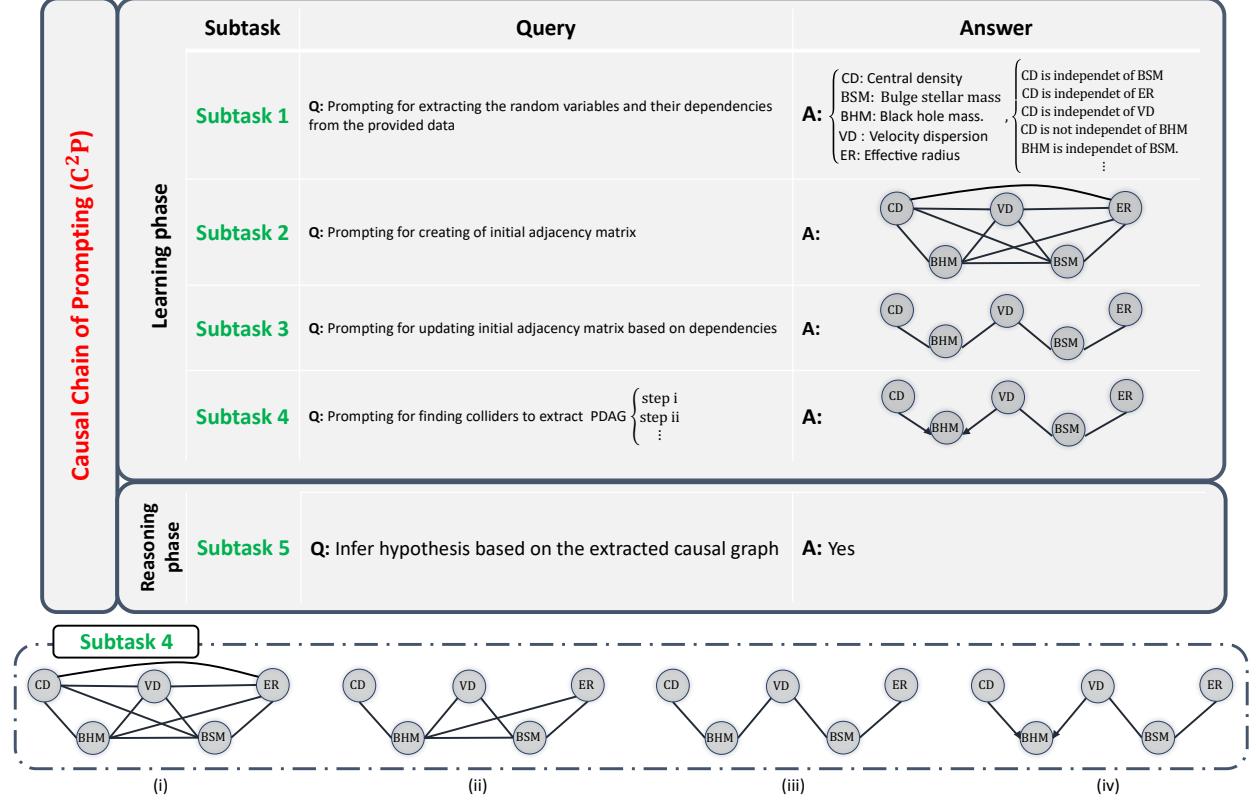 Causal Chain of Prompting (C²P)
Learning phase
Subtask Query Answer
Subtask 1
Q: Prompting for extracting the random variables and their dependencies
from the provided data
A:
CD: Central density
BSM: Bulge stellar mass
BHM: Black hole mass.
VD : Velocity dispersion
ER: Effective radius
,
CD is independet of BSM
CD is independet of ER
CD is independet of VD
CD is not independet of BHM
BHM is independet of BSM.
⋮
Subtask 2
Q: Prompting for creating of initial adjacency matrix
A:
CD VD ER
BHM BSM
Subtask 3
Q: Prompting for updating initial adjacency matrix based on dependencies
A:
CD VD ER
BHM BSM
Subtask 4
Q: Prompting for finding colliders to extract PDAG
step i
step ii
⋮
A:
CD VD ER
BHM BSM
Reasoning
phase
Subtask 5
Q: Infer hypothesis based on the extracted causal graph
A: Yes
Subtask 4
CD VD ER
BHM BSM
(i)
CD VD ER
BHM BSM
(ii)
CD VD ER
BHM BSM
(iii)
CD VD ER
BHM BSM
(iv)